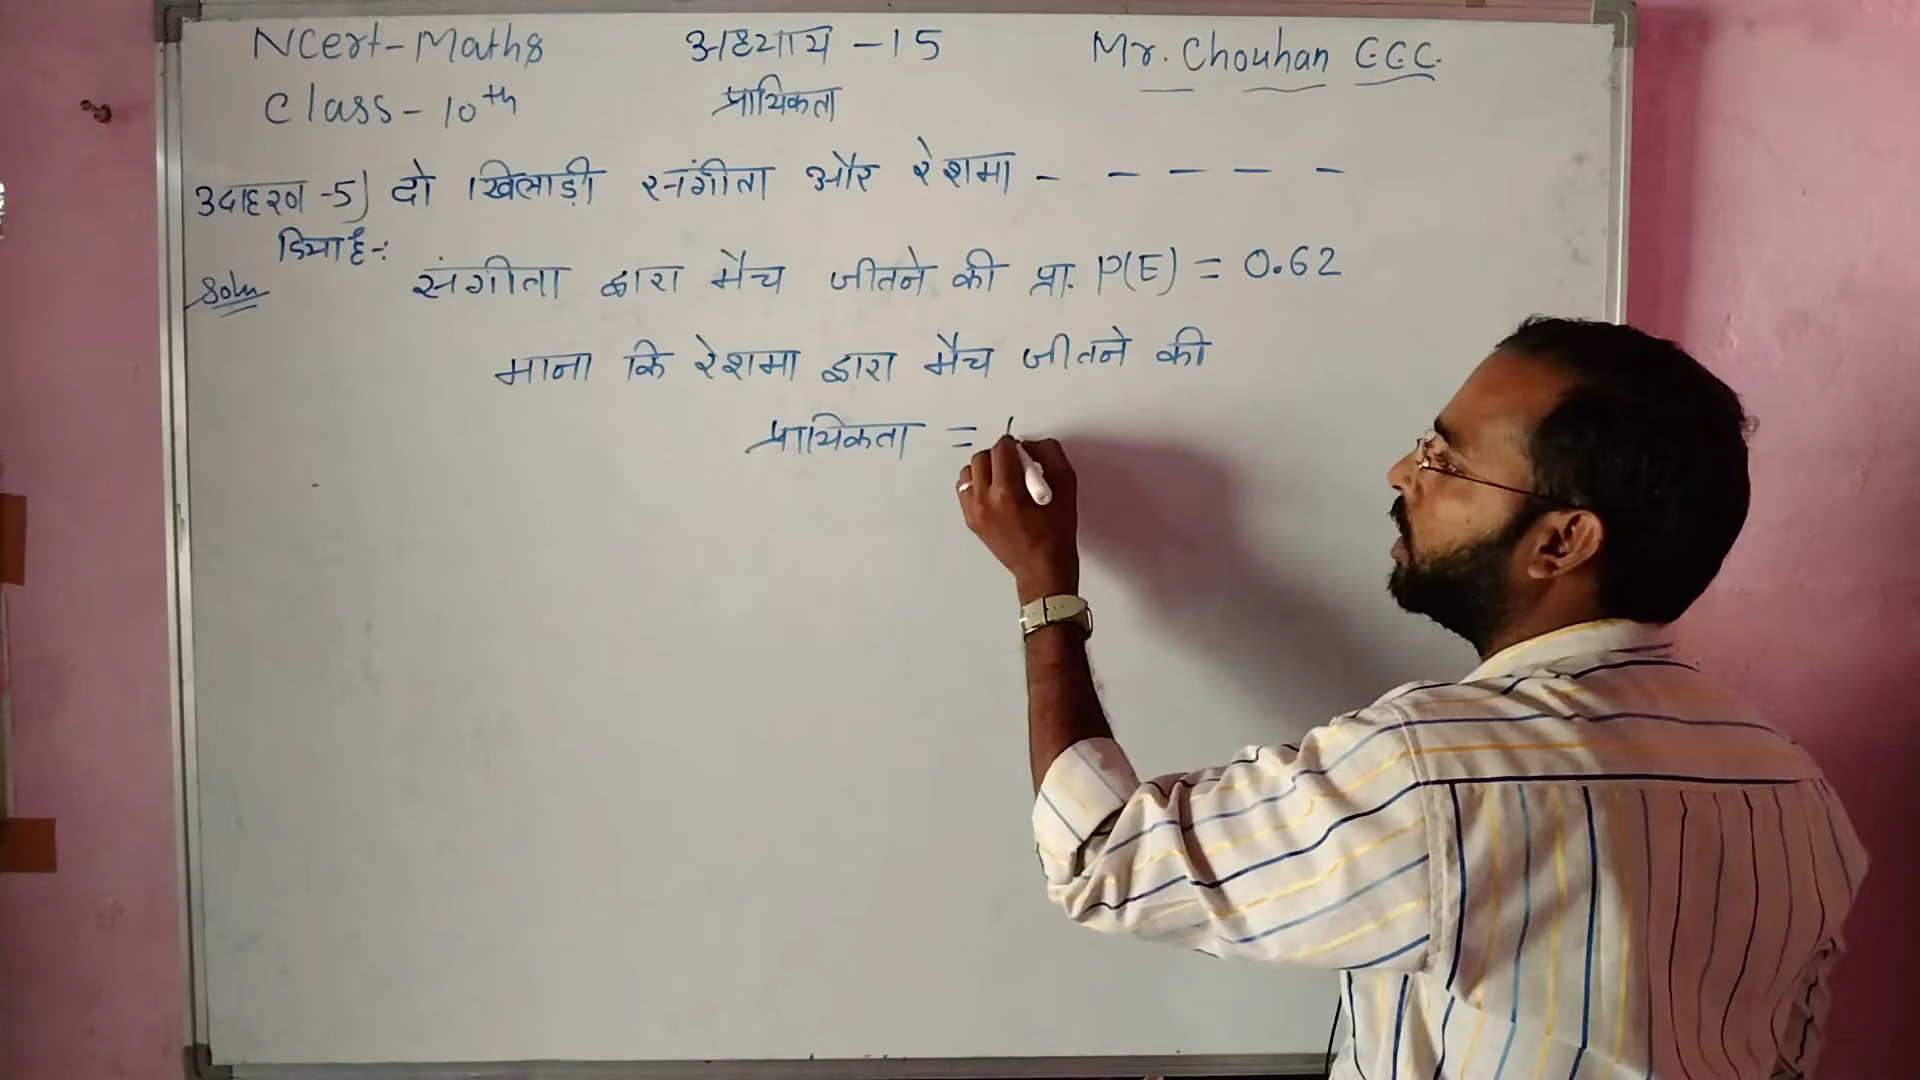 Ncert-Maths अध्याय -15 Mr. Chouhan C.C.C.
Class-10th प्रायिकता
उदाहरण -5) दो खिलाड़ी संगीता और रेशमा - - - - -
दिया है-:
Soln संगीता द्वारा मैच जीतने की प्रा. P(E) = 0.62
माना कि रेशमा द्वारा मैच जीतने की
प्रायिकता =